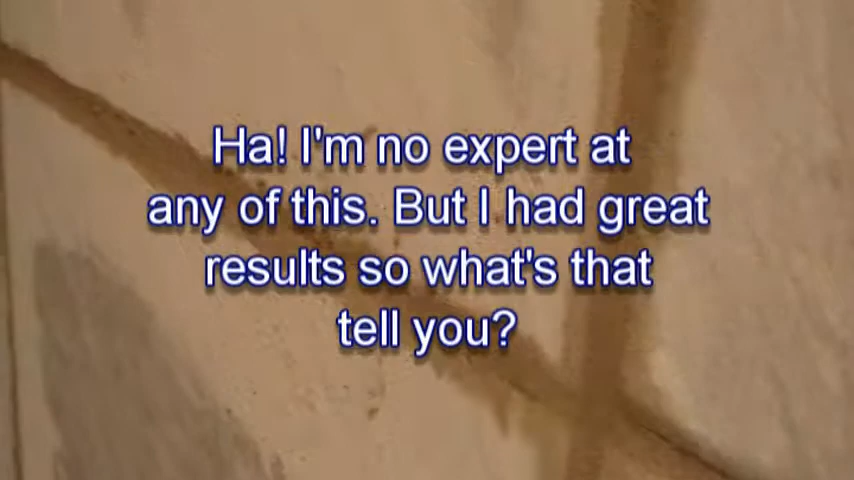 Ha! I'm no expert at
any of this. But I had great
results so what's that
tell you?